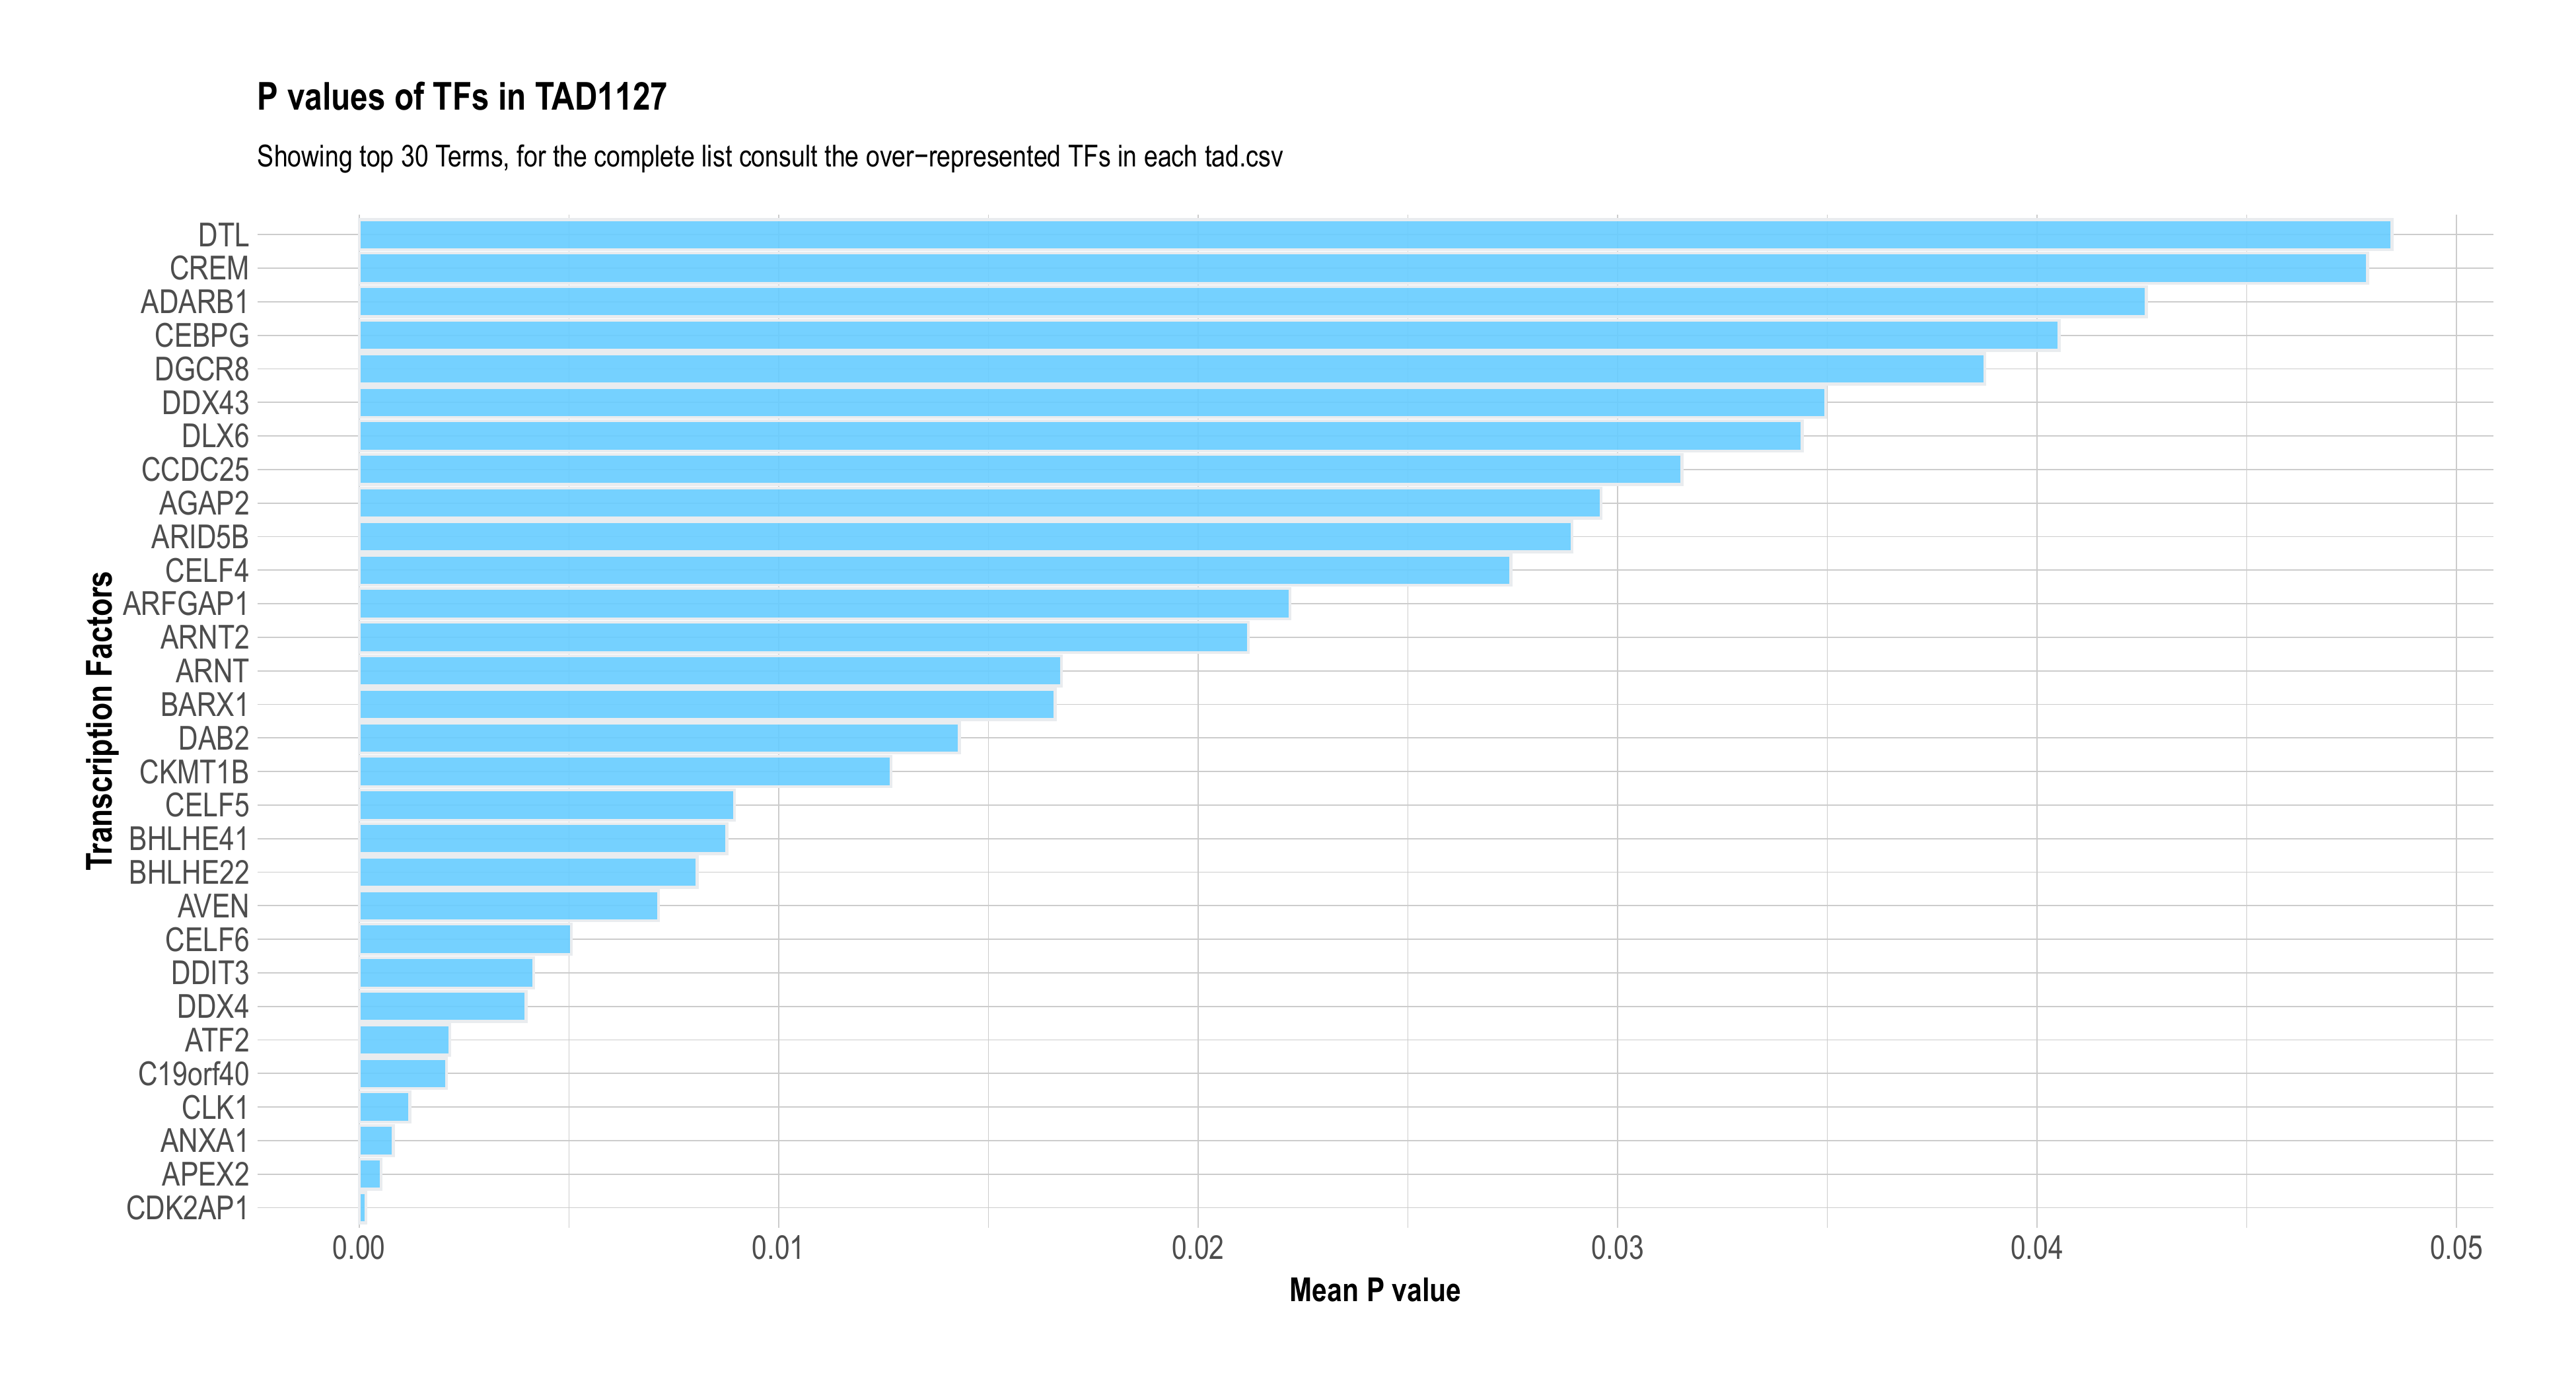 P values of TFs in TAD1127
Showing top 30 Terms, for the complete list consult the over−represented TFs in each tad.csv
Transcription Factors
DTL
CREM
ADARB1
CEBPG
DGCR8
DDX43
DLX6
CCDC25
AGAP2
ARID5B
CELF4
ARFGAP1
ARNT2
ARNT
BARX1
DAB2
CKMT1B
CELF5
BHLHE41
BHLHE22
AVEN
CELF6
DDIT3
DDX4
ATF2
C19orf40
CLK1
ANXA1
APEX2
CDK2AP1
0.00 0.01 0.02 0.03 0.04 0.05
Mean P value